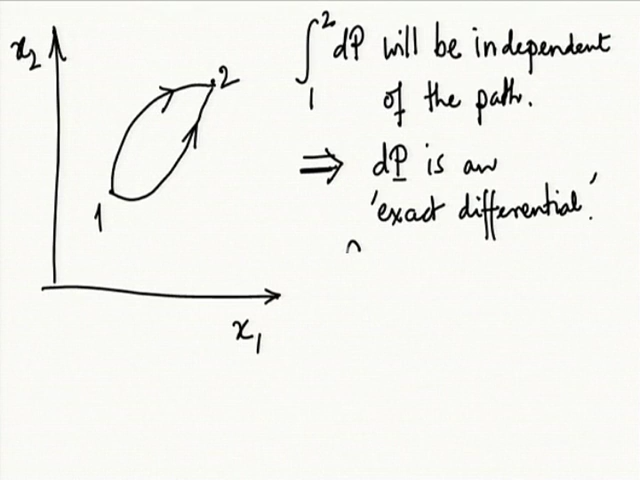 x₂
2
1
x₁
∫₁² dP will be independent
of the path.
⇒ dP is an
'exact differential'.